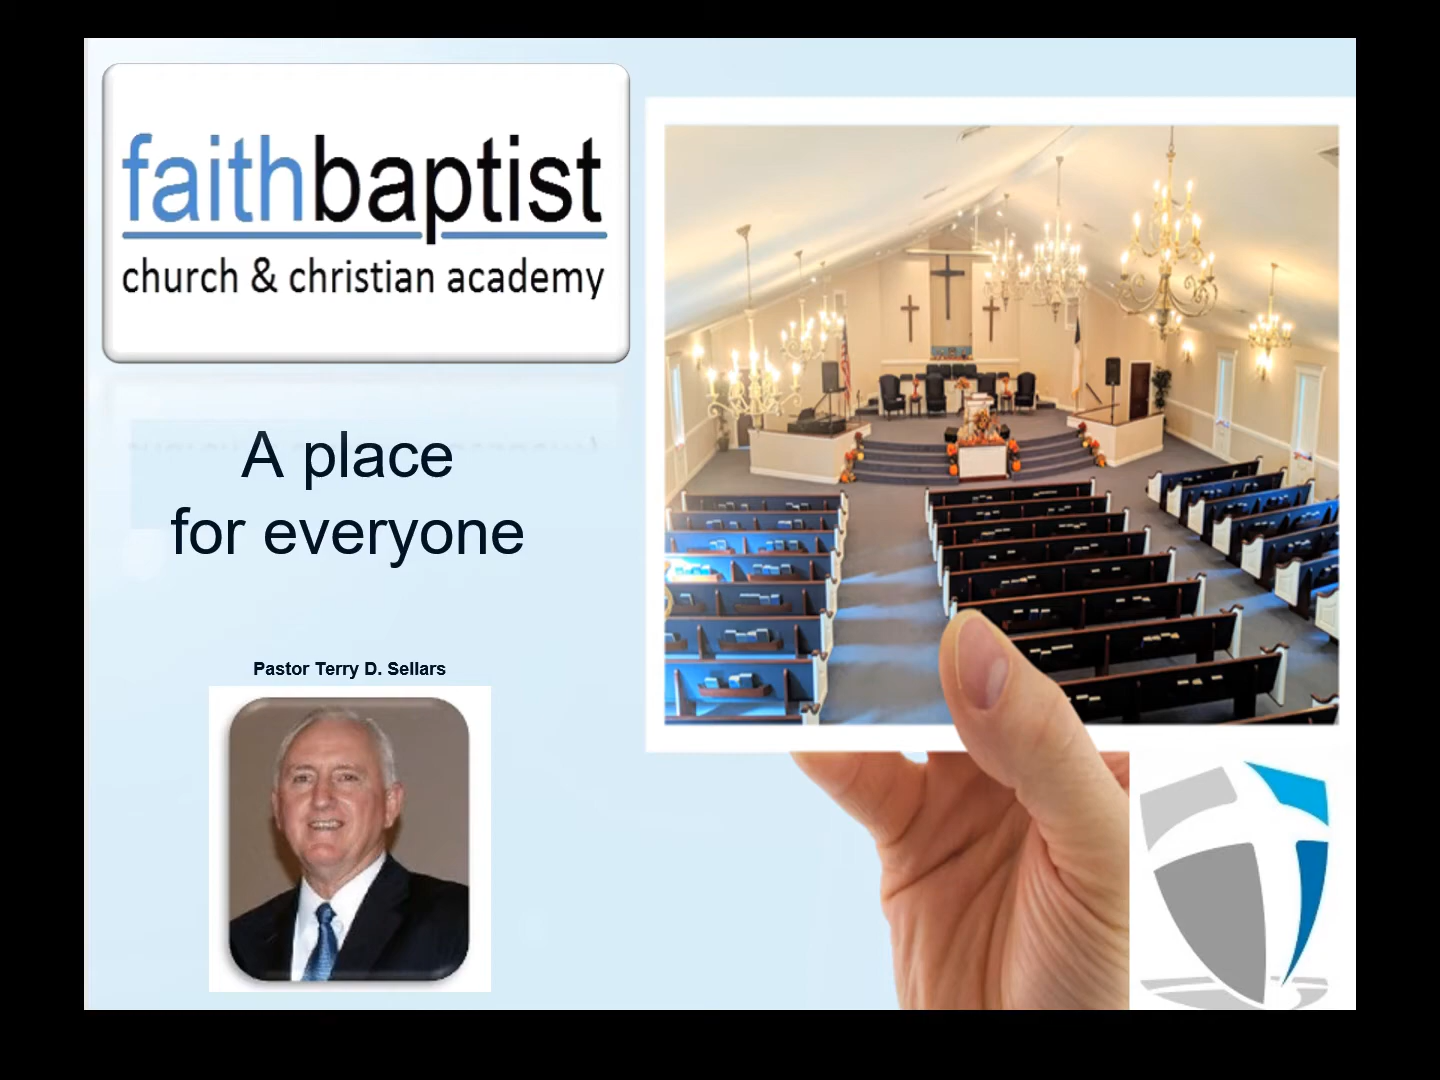 faithbaptist
church & christian academy
A place
for everyone
Pastor Terry D. Sellars